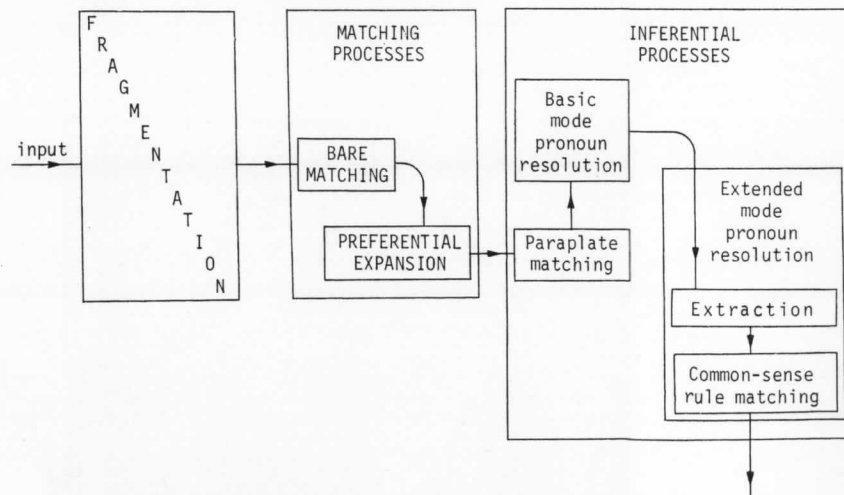 input
FRAGMENTATION
MATCHING
PROCESSES
BARE
MATCHING
PREFERENTIAL
EXPANSION
INFERENTIAL
PROCESSES
Paraplate
matching
Basic
mode
pronoun
resolution
Extended
mode
pronoun
resolution
Extraction
Common-sense
rule matching